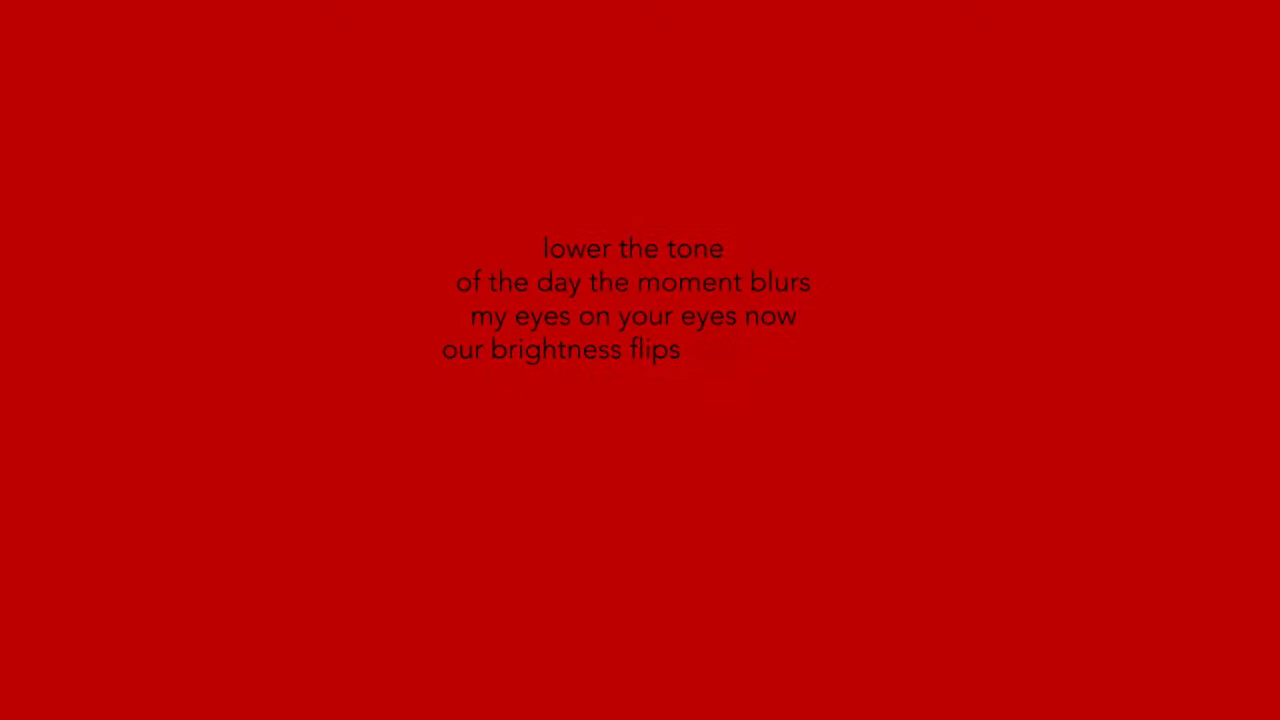 lower the tone
of the day the moment blurs
my eyes on your eyes now
our brightness flips